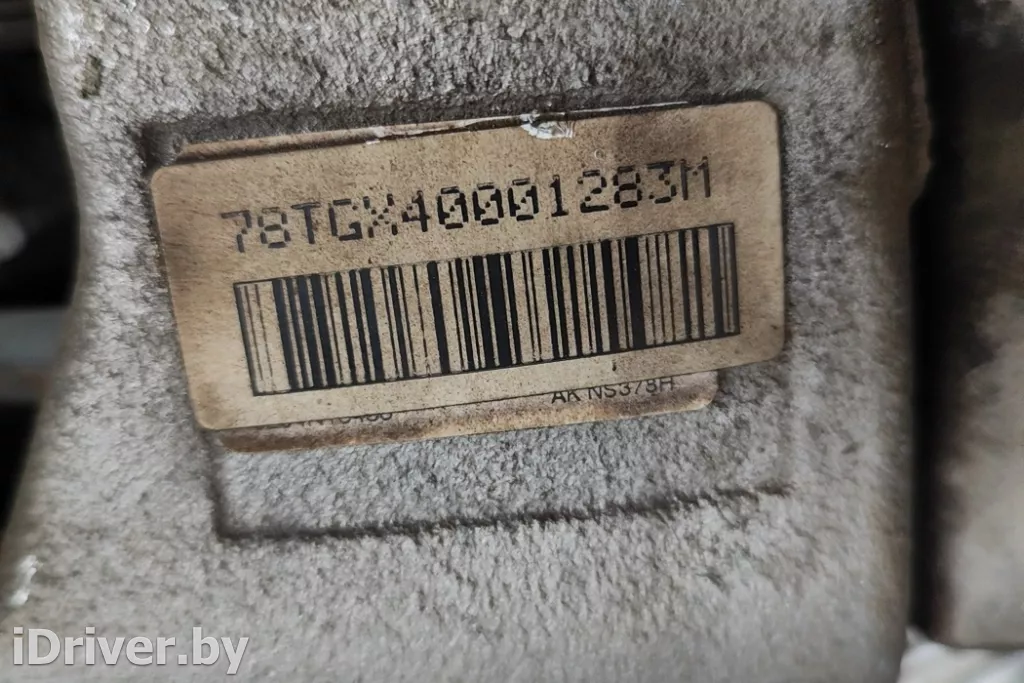 78TGX40001283M
AK NS378H
iDriver.by